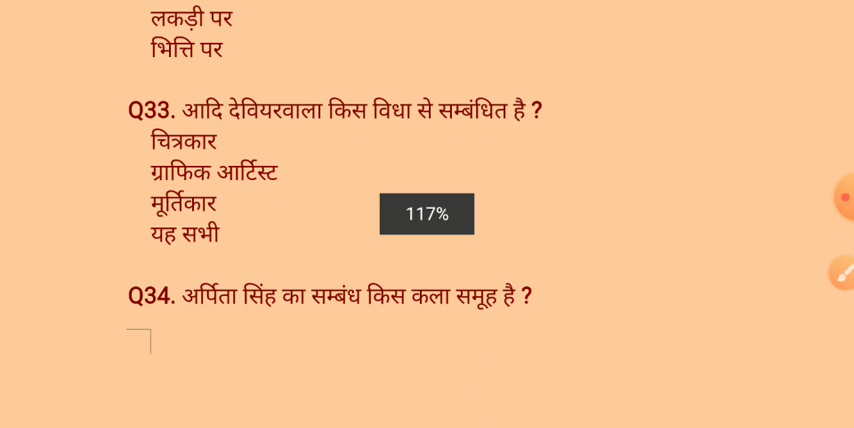 लकड़ी पर
भित्ति पर
Q33. आदि देवियरवाला किस विधा से सम्बंधित है ?
चित्रकार
ग्राफिक आर्टिस्ट
मूर्तिकार
117%
यह सभी
Q34. अर्पिता सिंह का सम्बंध किस कला समूह है ?